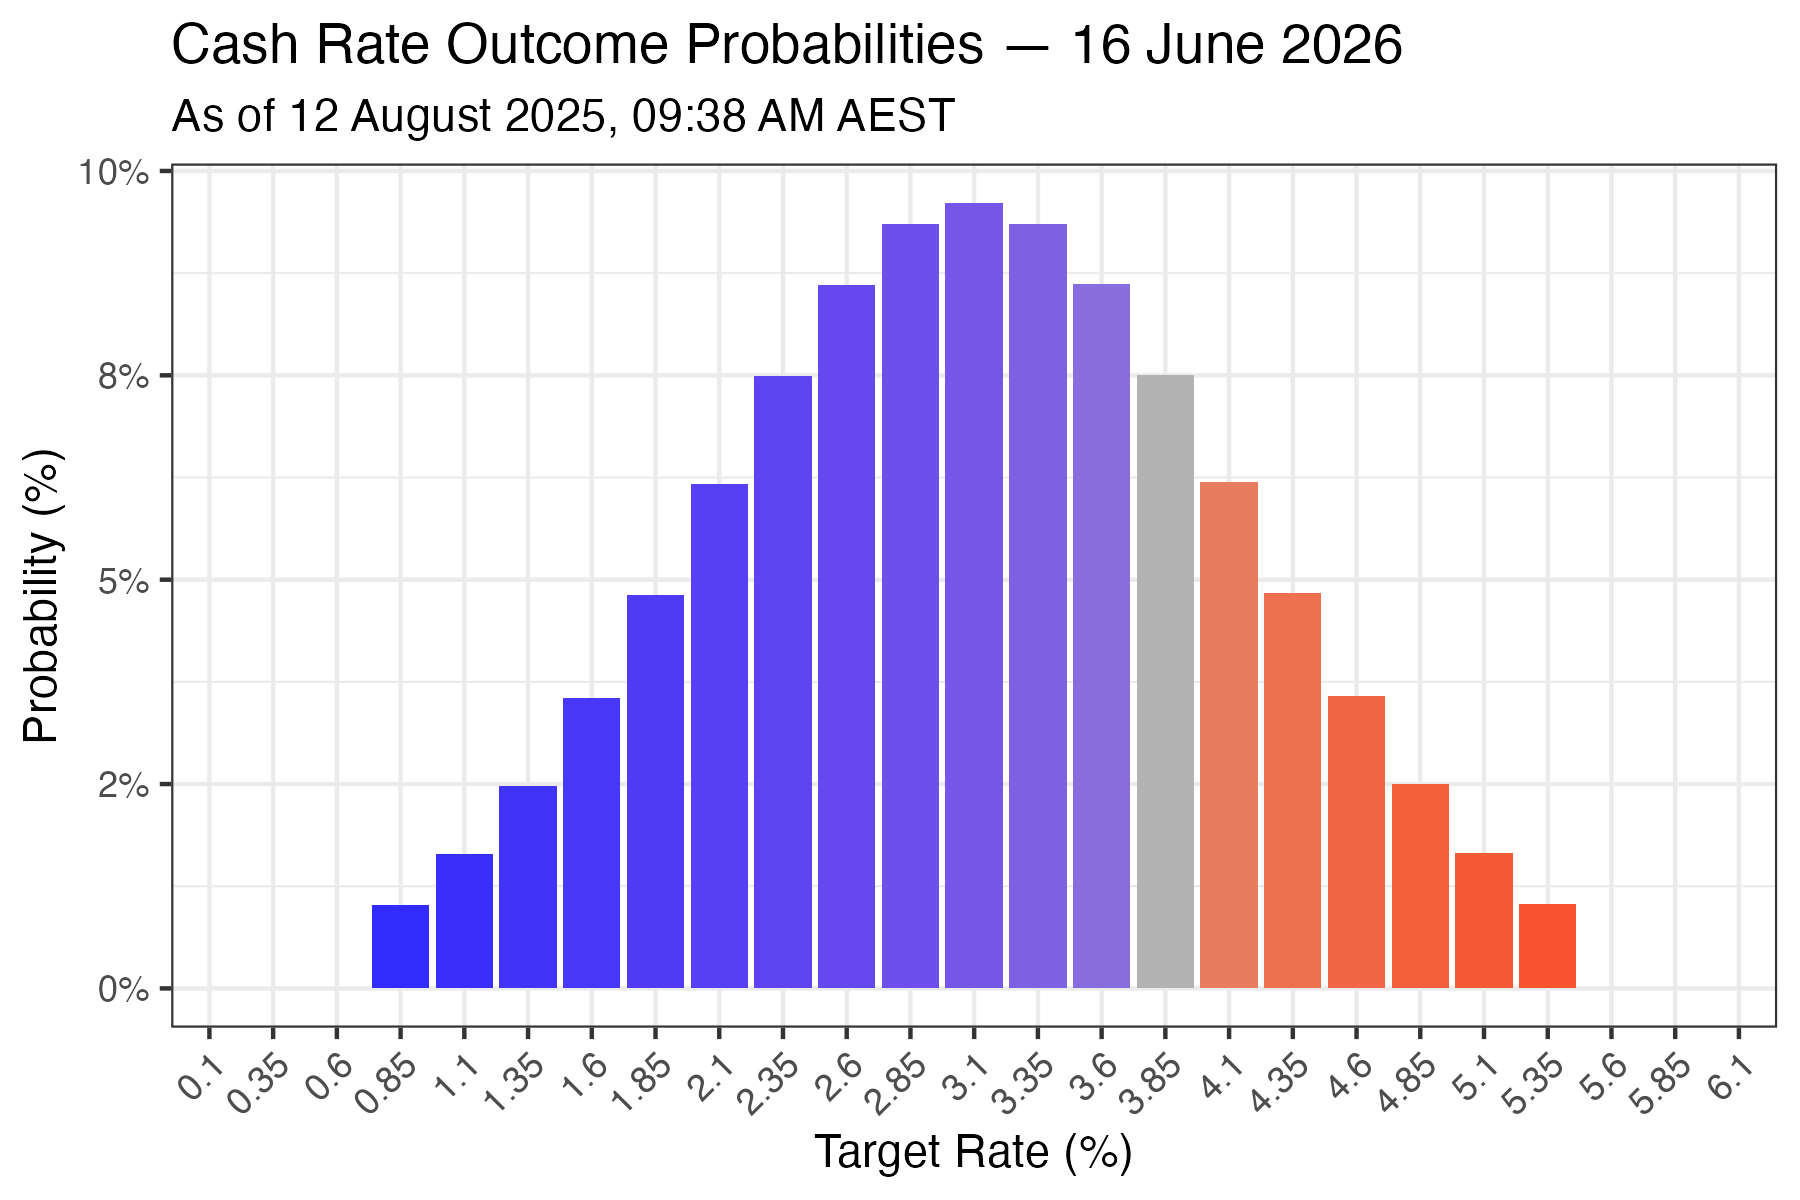 Cash Rate Outcome Probabilities — 16 June 2026
As of 12 August 2025, 09:38 AM AEST
Probability (%)
10%
8%
5%
2%
0%
0.1 0.35 0.6 0.85 1.1 1.35 1.6 1.85 2.1 2.35 2.6 2.85 3.1 3.35 3.6 3.85 4.1 4.35 4.6 4.85 5.1 5.35 5.6 5.85 6.1
Target Rate (%)